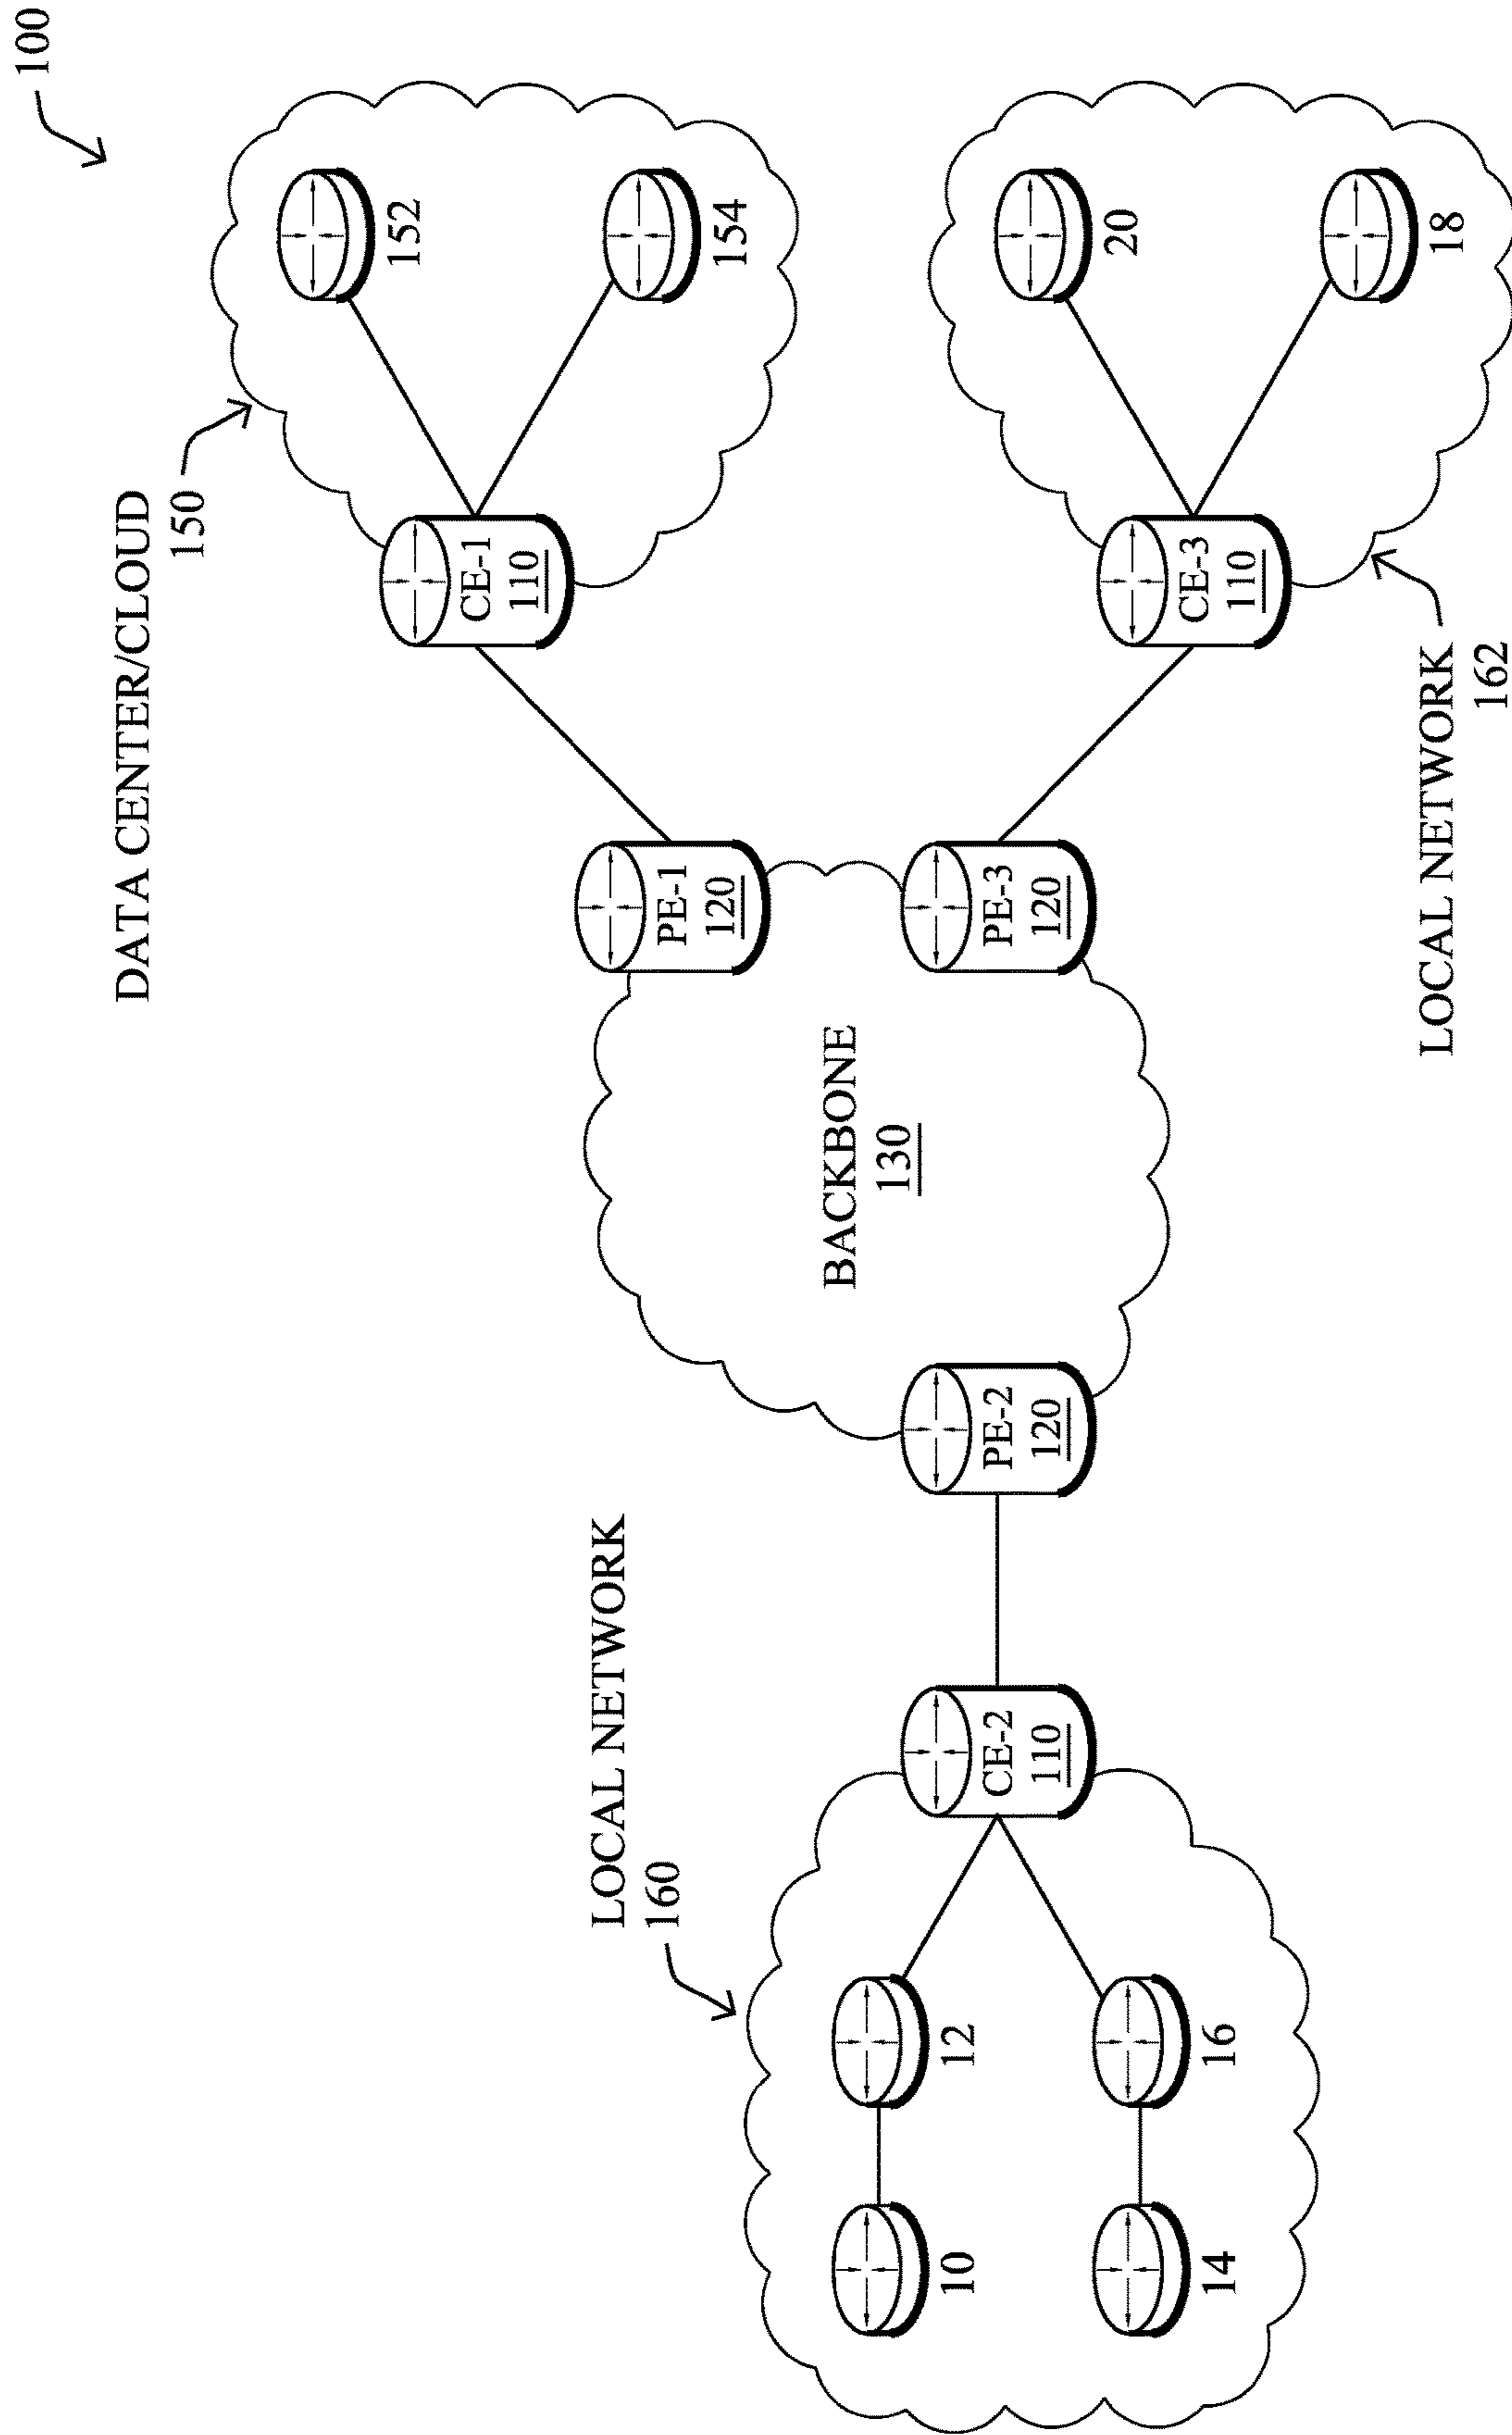 100
DATA CENTER/CLOUD
150
152
154
CE-1
110
PE-1
120
BACKBONE
130
PE-3
120
CE-3
110
20
18
LOCAL NETWORK
162
PE-2
120
LOCAL NETWORK
160
CE-2
110
12
10
16
14